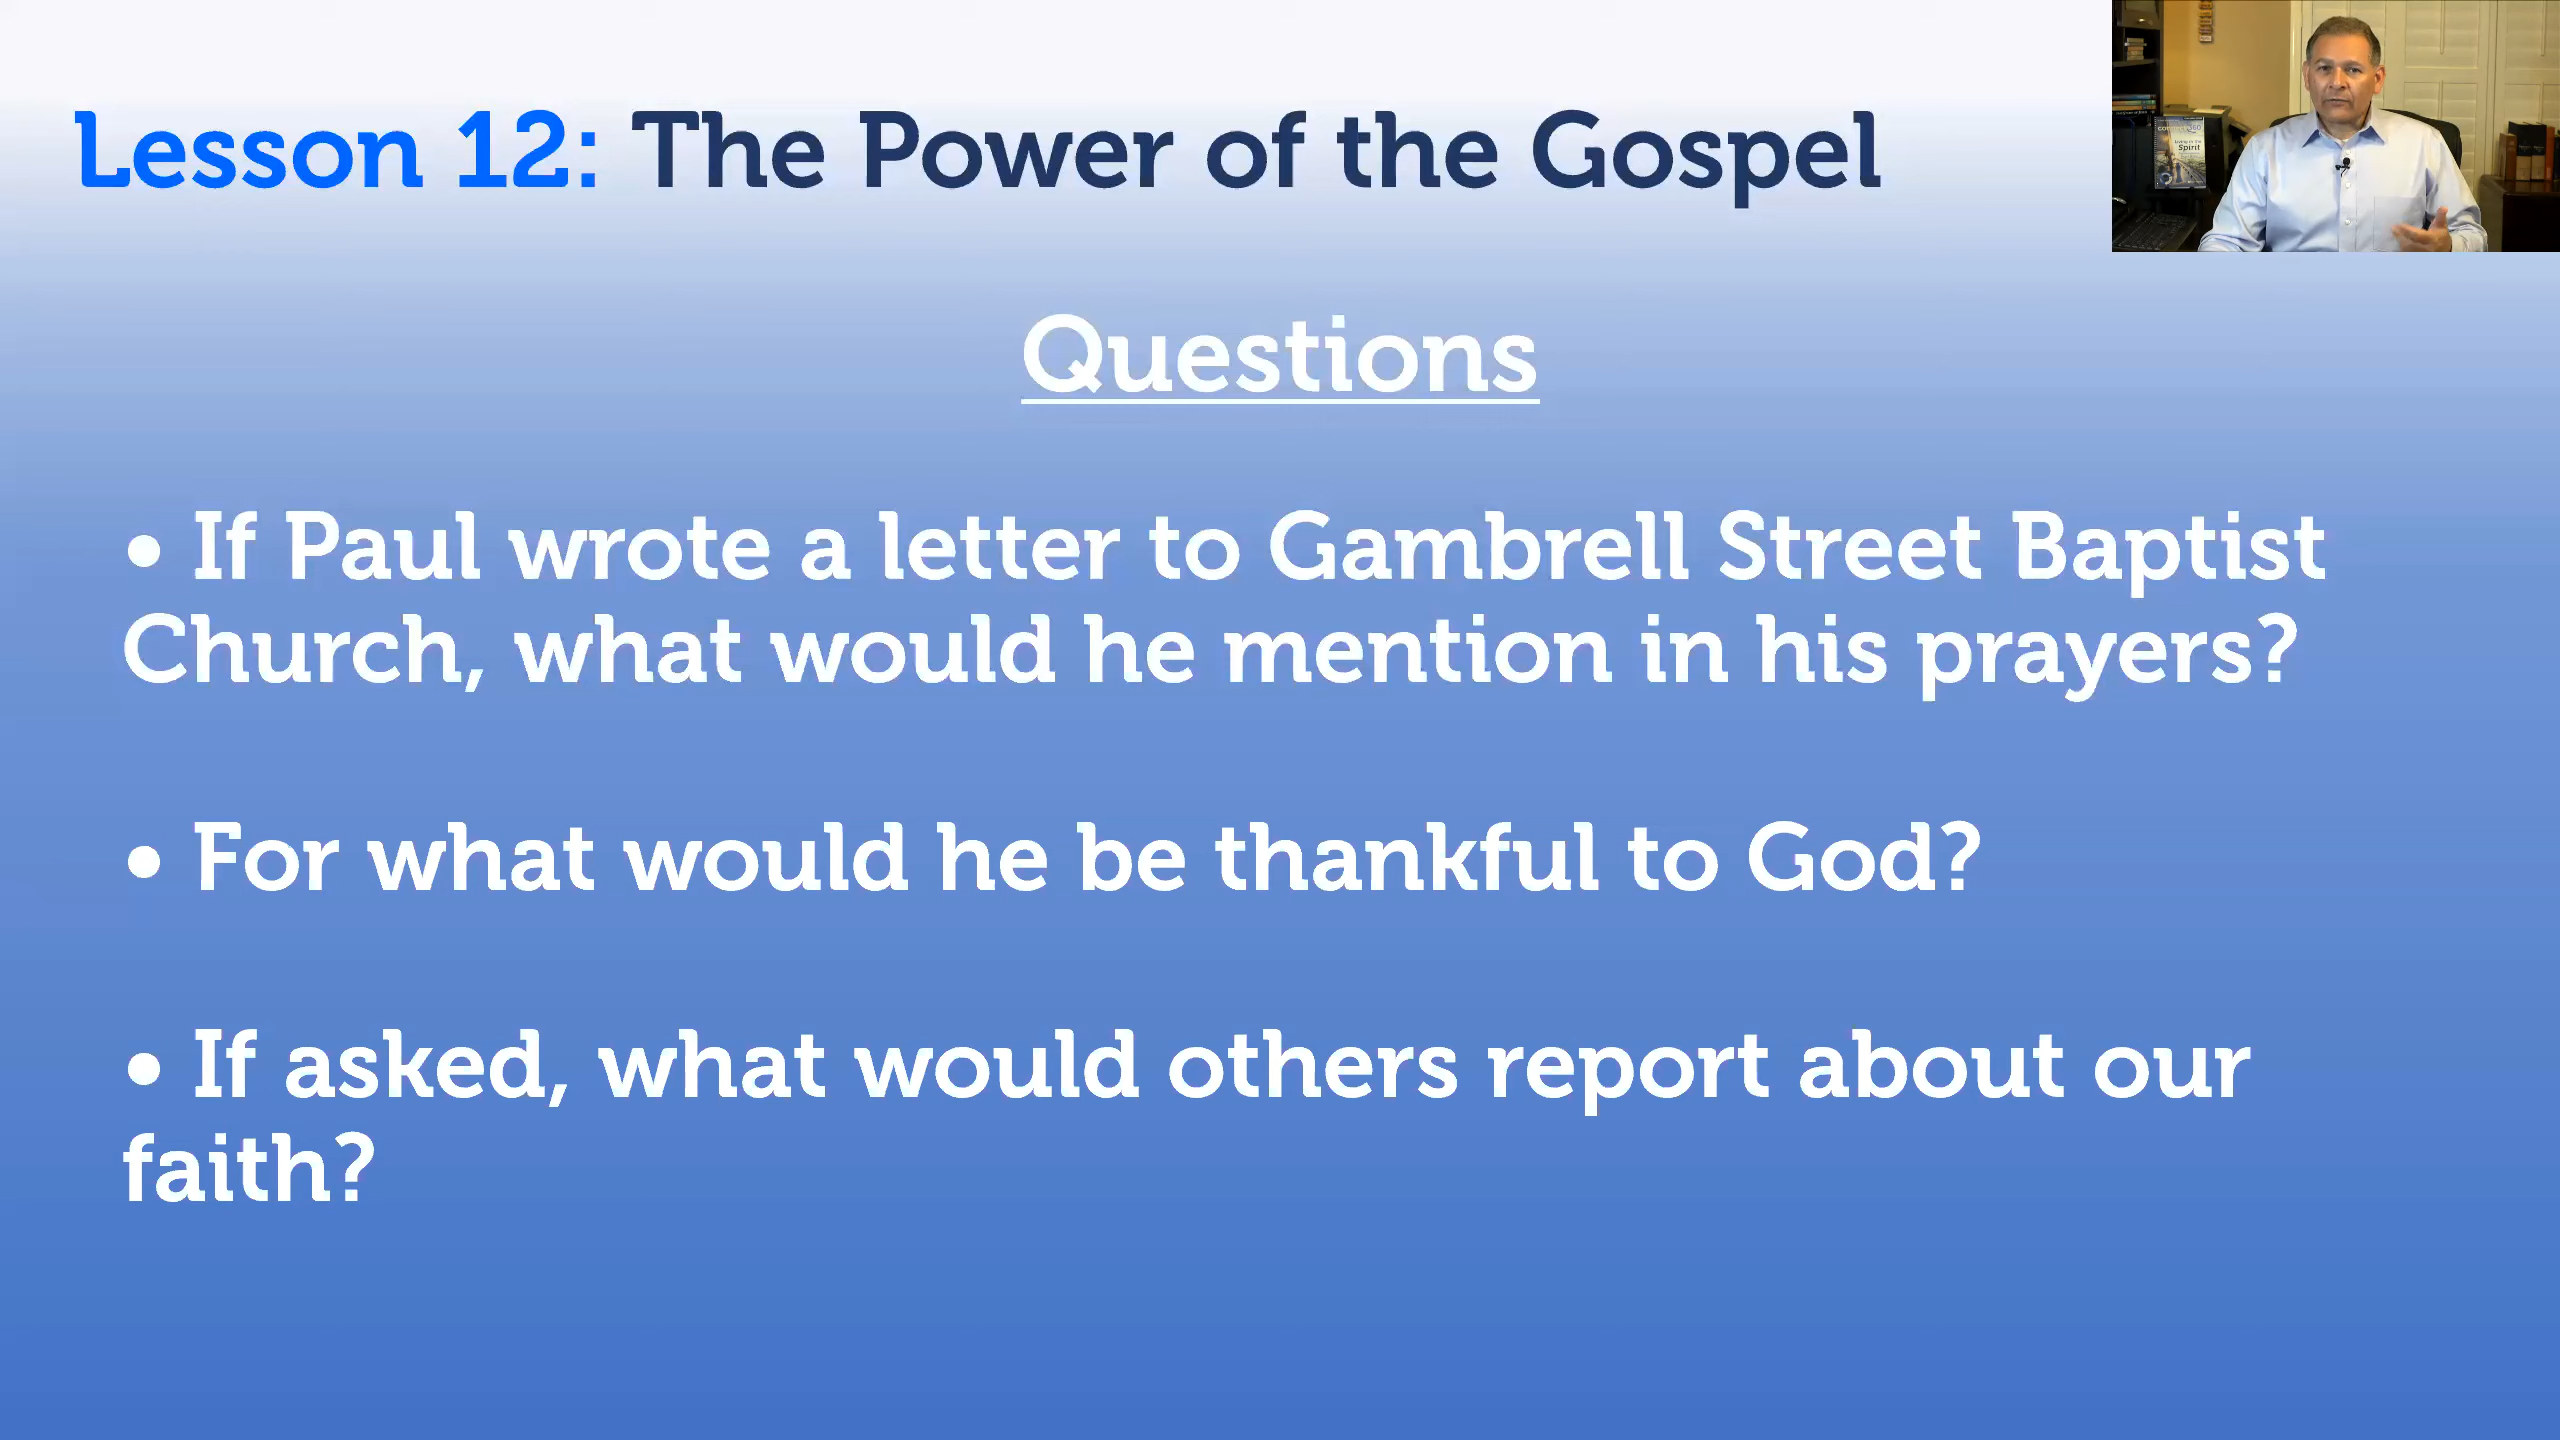 Lesson 12: The Power of the Gospel
Questions
• If Paul wrote a letter to Gambrell Street Baptist
Church, what would he mention in his prayers?
• For what would he be thankful to God?
• If asked, what would others report about our
faith?
Spirit